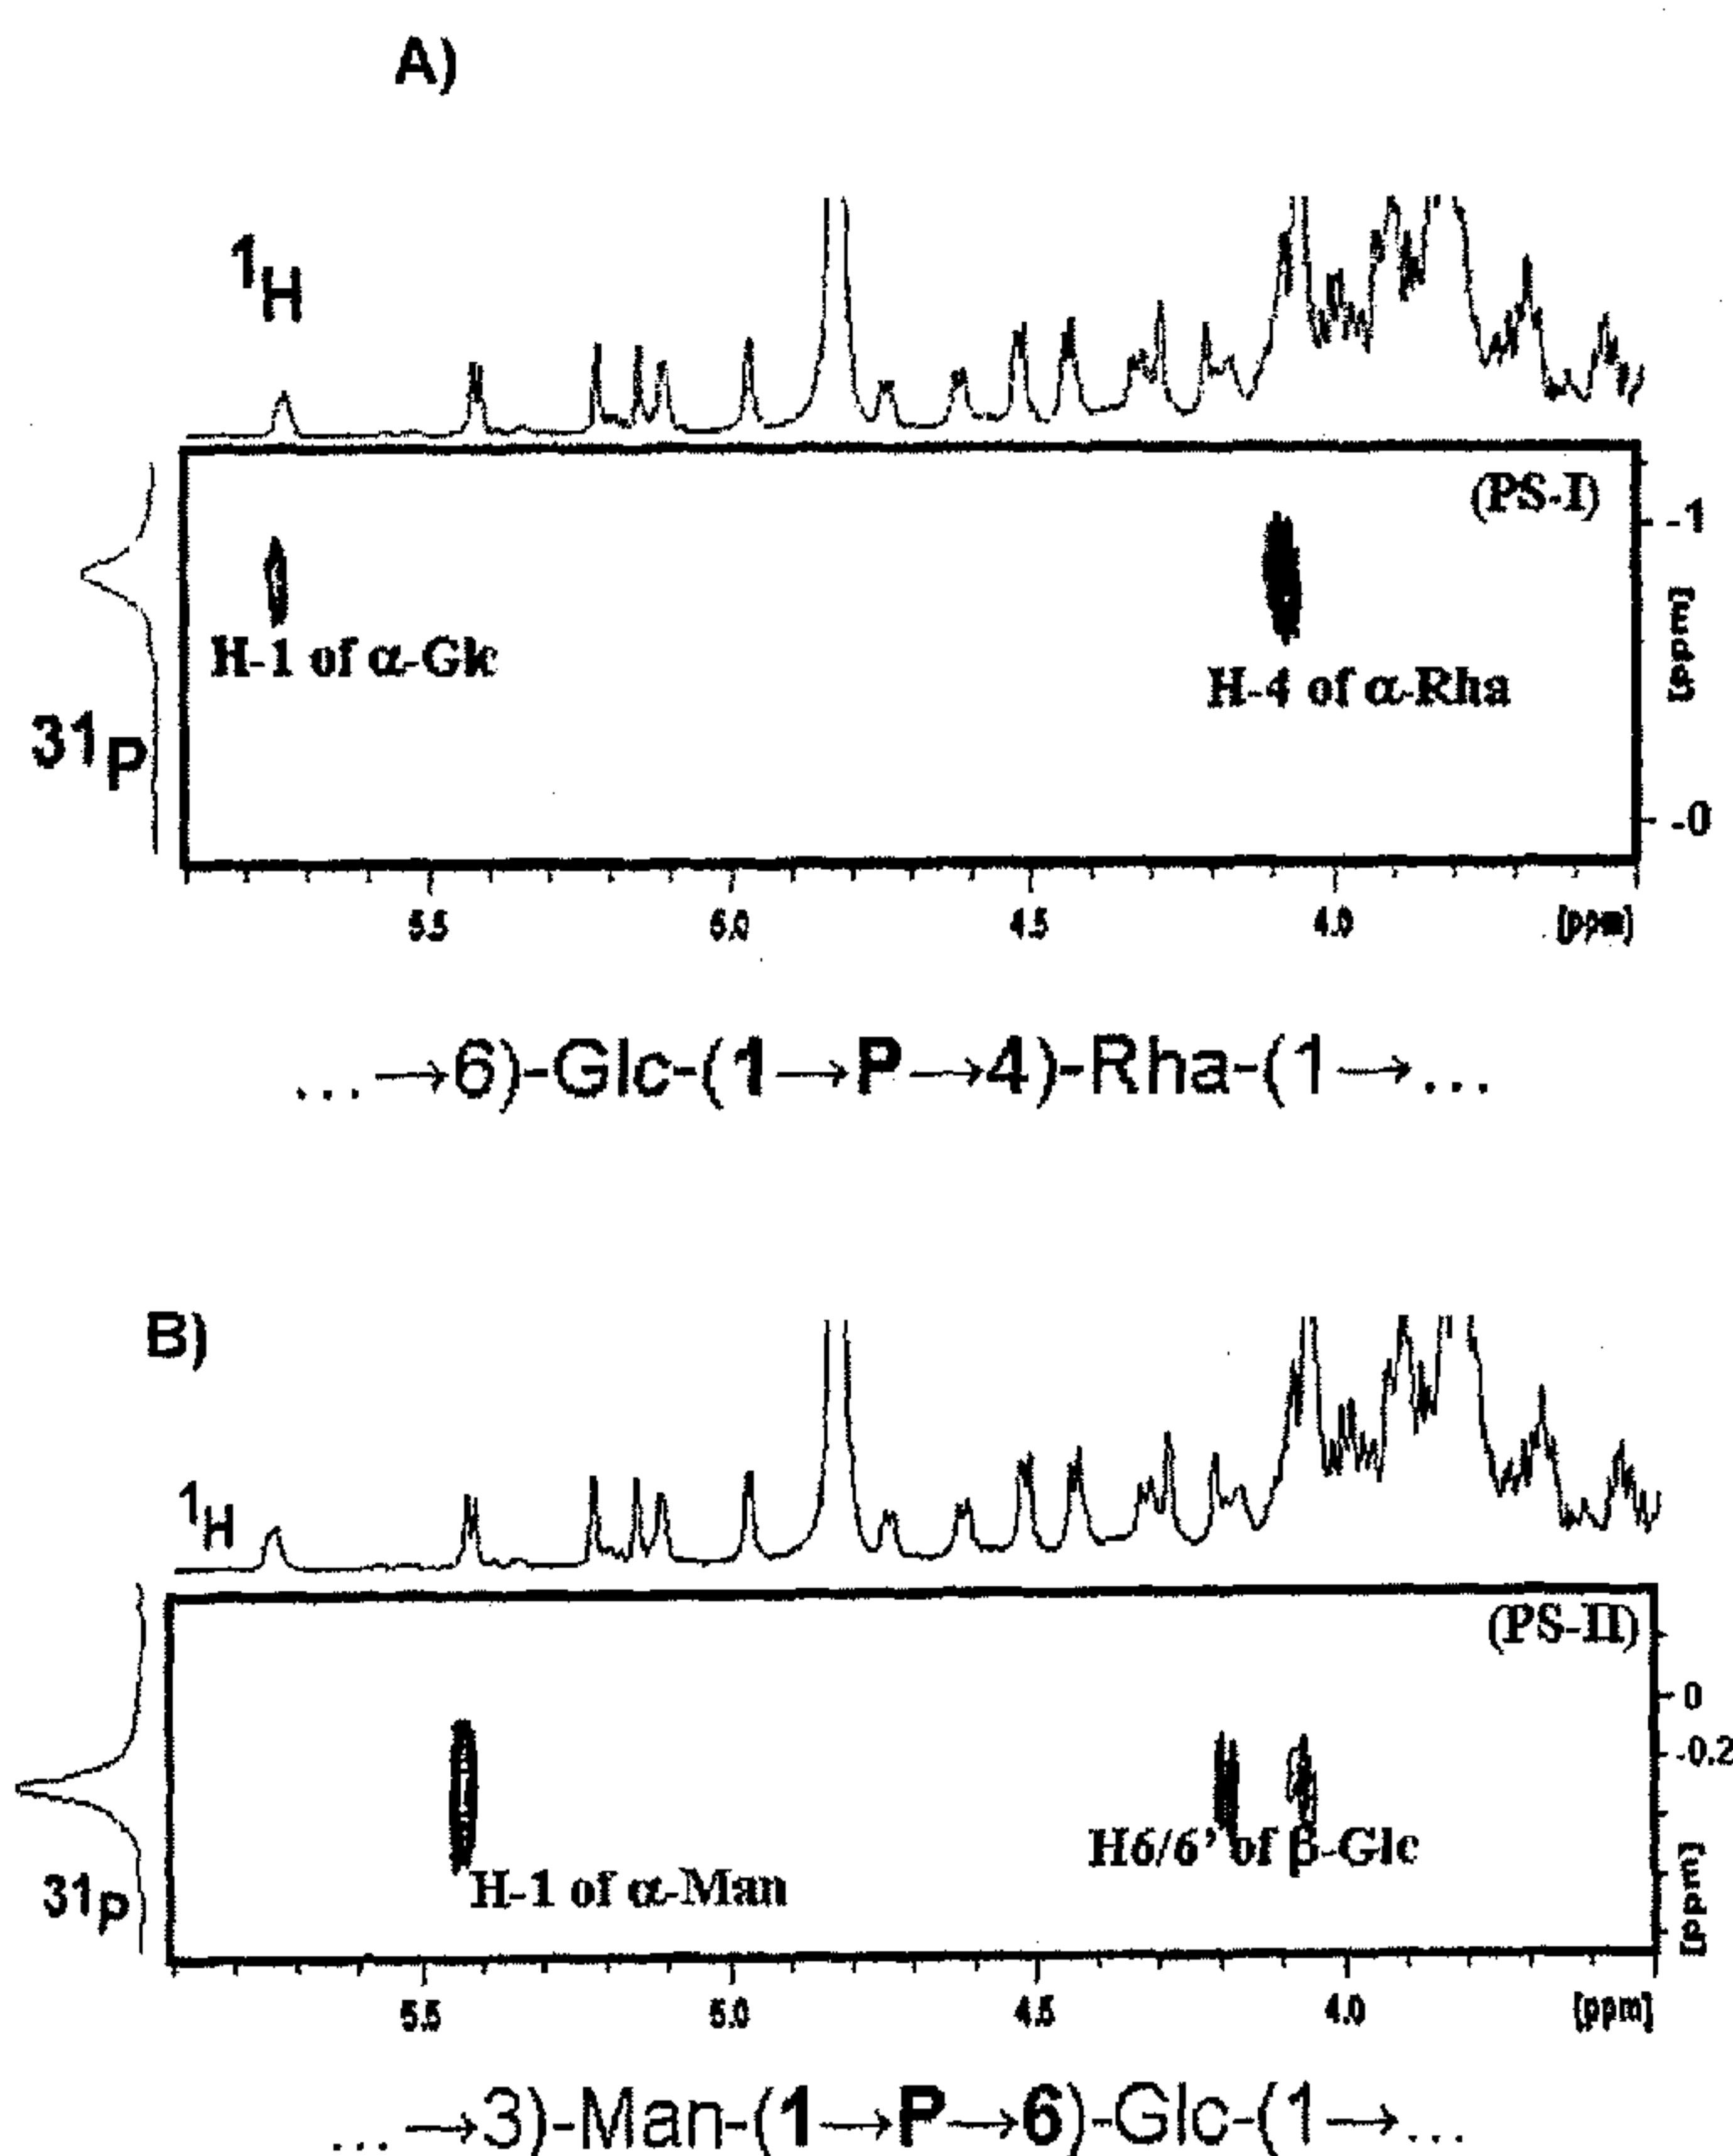 A)
¹H
(PS-I)
-1
H-1 of α-Glc
H-4 of α-Rha
[ppm]
³¹P
-0
5.5 5.0 4.5 4.0 [ppm]
...→6)-Glc-(1→P→4)-Rha-(1→...
B)
¹H
(PS-II)
0
-0.2
H6/6' of β-Glc
H-1 of α-Man
[ppm]
³¹P
5.5 5.0 4.5 4.0 [ppm]
...→3)-Man-(1→P→6)-Glc-(1→...